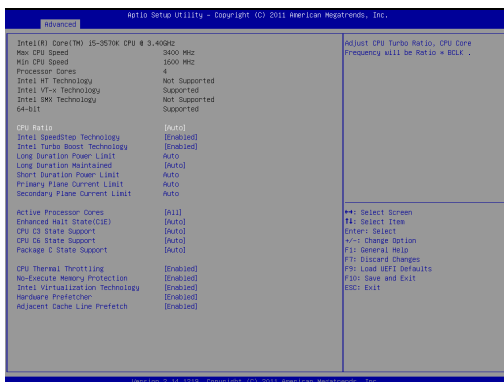 Aptio Setup Utility – Copyright (C) 2011 American Megatrends, Inc.
Advanced
Intel(R) Core(TM) i5-3570K CPU @ 3.40GHz
Max CPU Speed 3400 MHz
Min CPU Speed 1600 MHz
Processor Cores 4
Intel HT Technology Not Supported
Intel VT-x Technology Supported
Intel SMX Technology Not Supported
64-bit Supported
CPU Ratio [Auto]
Intel SpeedStep Technology [Enabled]
Intel Turbo Boost Technology [Enabled]
Long Duration Power Limit Auto
Long Duration Maintained [Auto]
Short Duration Power Limit Auto
Primary Plane Current Limit Auto
Secondary Plane Current Limit Auto
Active Processor Cores [All]
Enhanced Halt State(C1E) [Auto]
CPU C3 State Support [Auto]
CPU C6 State Support [Auto]
Package C State Support [Auto]
CPU Thermal Throttling [Enabled]
No-Execute Memory Protection [Enabled]
Intel Virtualization Technology [Enabled]
Hardware Prefetcher [Enabled]
Adjacent Cache Line Prefetch [Enabled]
Adjust CPU Turbo Ratio, CPU Core
Frequency will be Ratio * BCLK .
→←: Select Screen
↑↓: Select Item
Enter: Select
+/-: Change Option
F1: General Help
F7: Discard Changes
F9: Load UEFI Defaults
F10: Save and Exit
ESC: Exit
Version 2.14.1219. Copyright (C) 2011 American Megatrends, Inc.